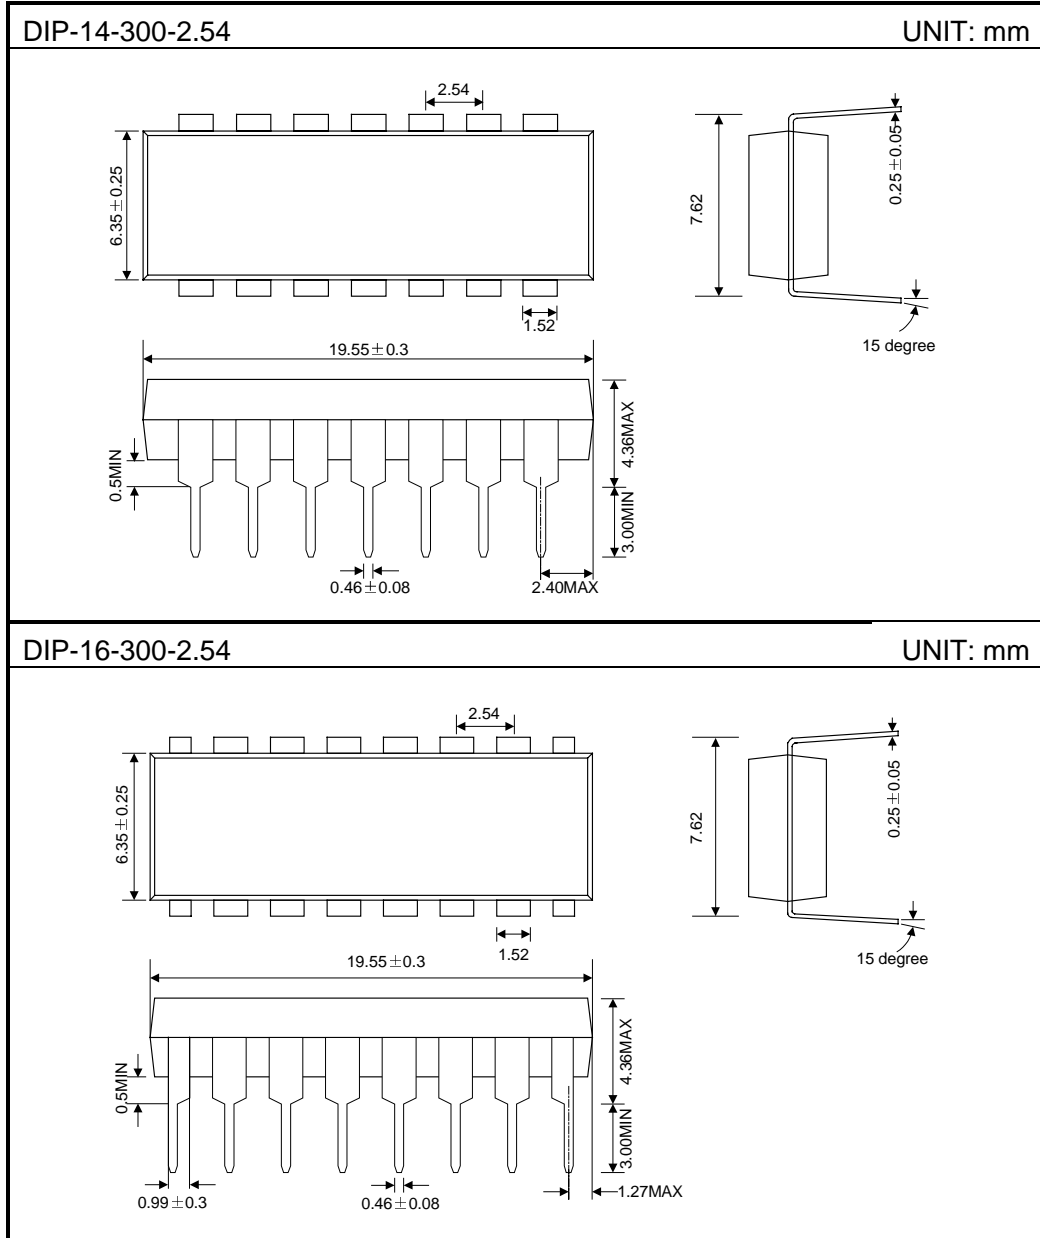 DIP-14-300-2.54 UNIT: mm
2.54
6.35±0.25
7.62
0.25±0.05
1.52
15 degree
19.55±0.3
4.36MAX
0.5MIN
3.00MIN
0.46±0.08
2.40MAX
DIP-16-300-2.54 UNIT: mm
2.54
6.35±0.25
7.62
0.25±0.05
1.52
15 degree
19.55±0.3
4.36MAX
0.5MIN
3.00MIN
0.99±0.3
0.46±0.08
1.27MAX